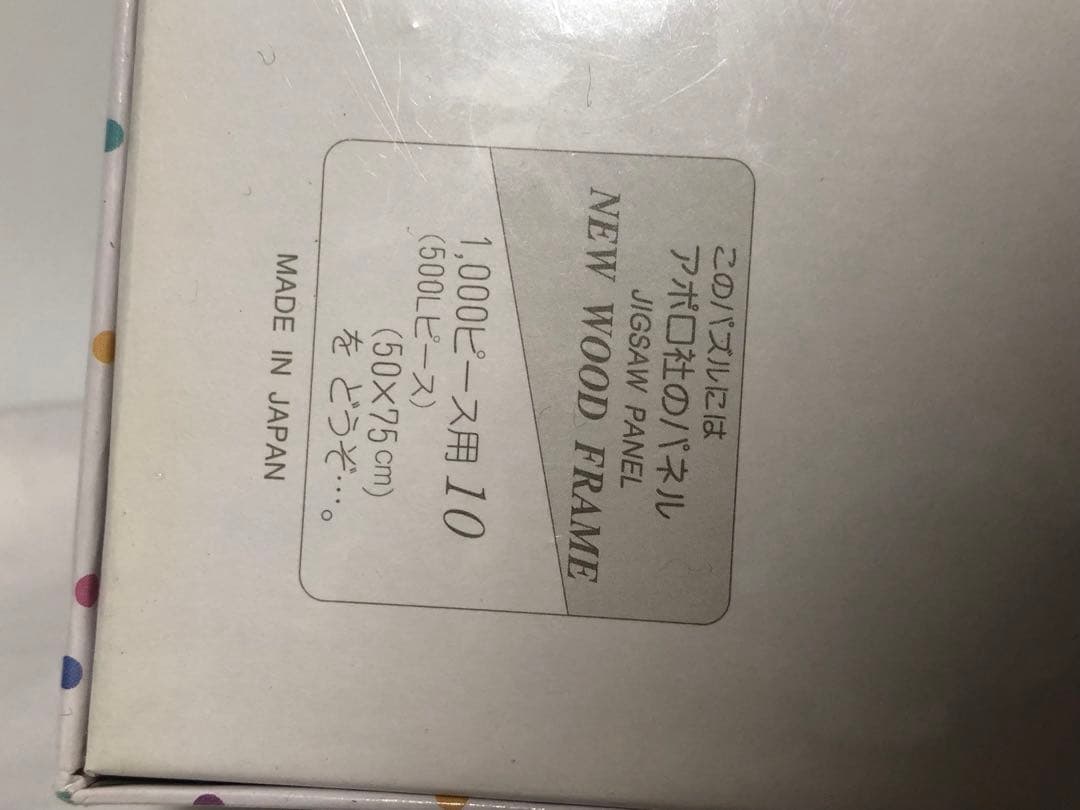 このパズルには
アポロ社のパネル
JIGSAW PANEL
NEW WOOD FRAME
1,000ピース用 10
(500Lピース)
(50×75cm)
を どうぞ…。
MADE IN JAPAN